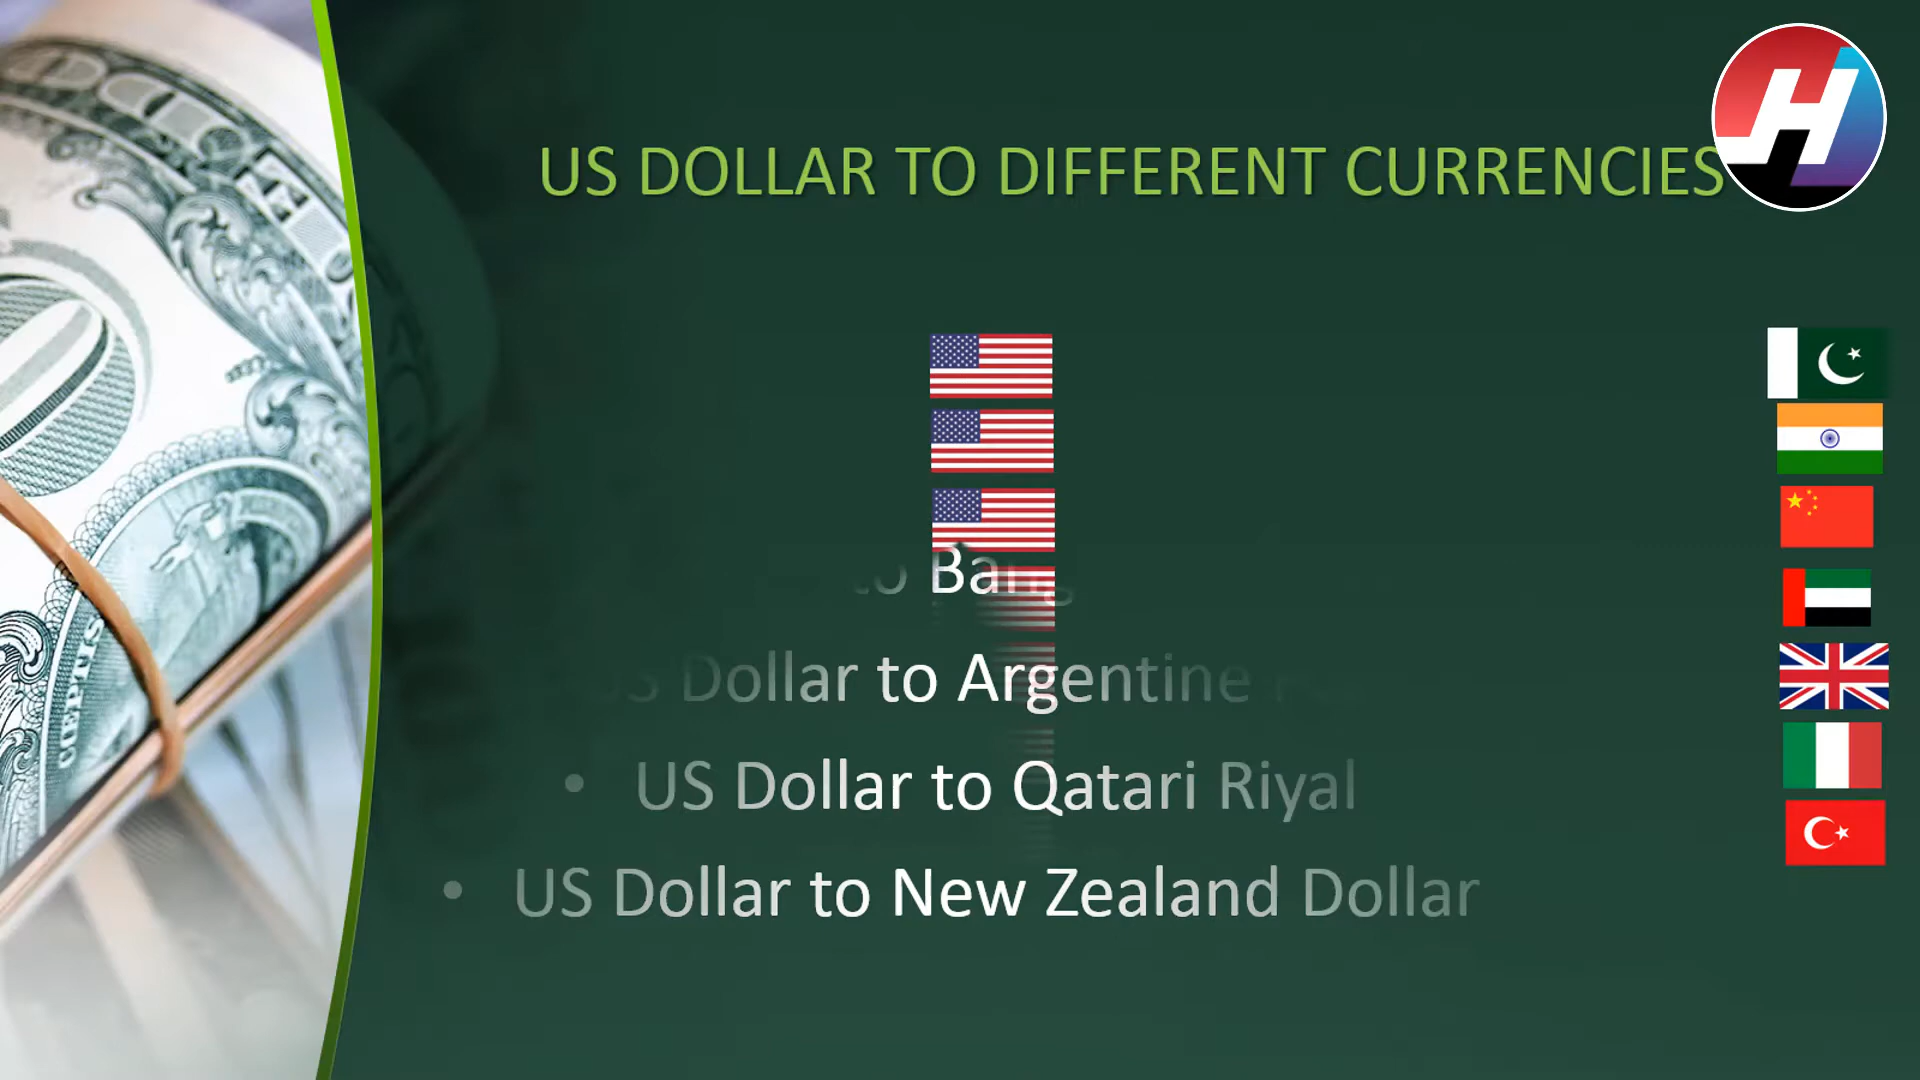 US DOLLAR TO DIFFERENT CURRENCIES
to
Dollar to Argentine
• US Dollar to Qatari Riyal
• US Dollar to New Zealand Dollar